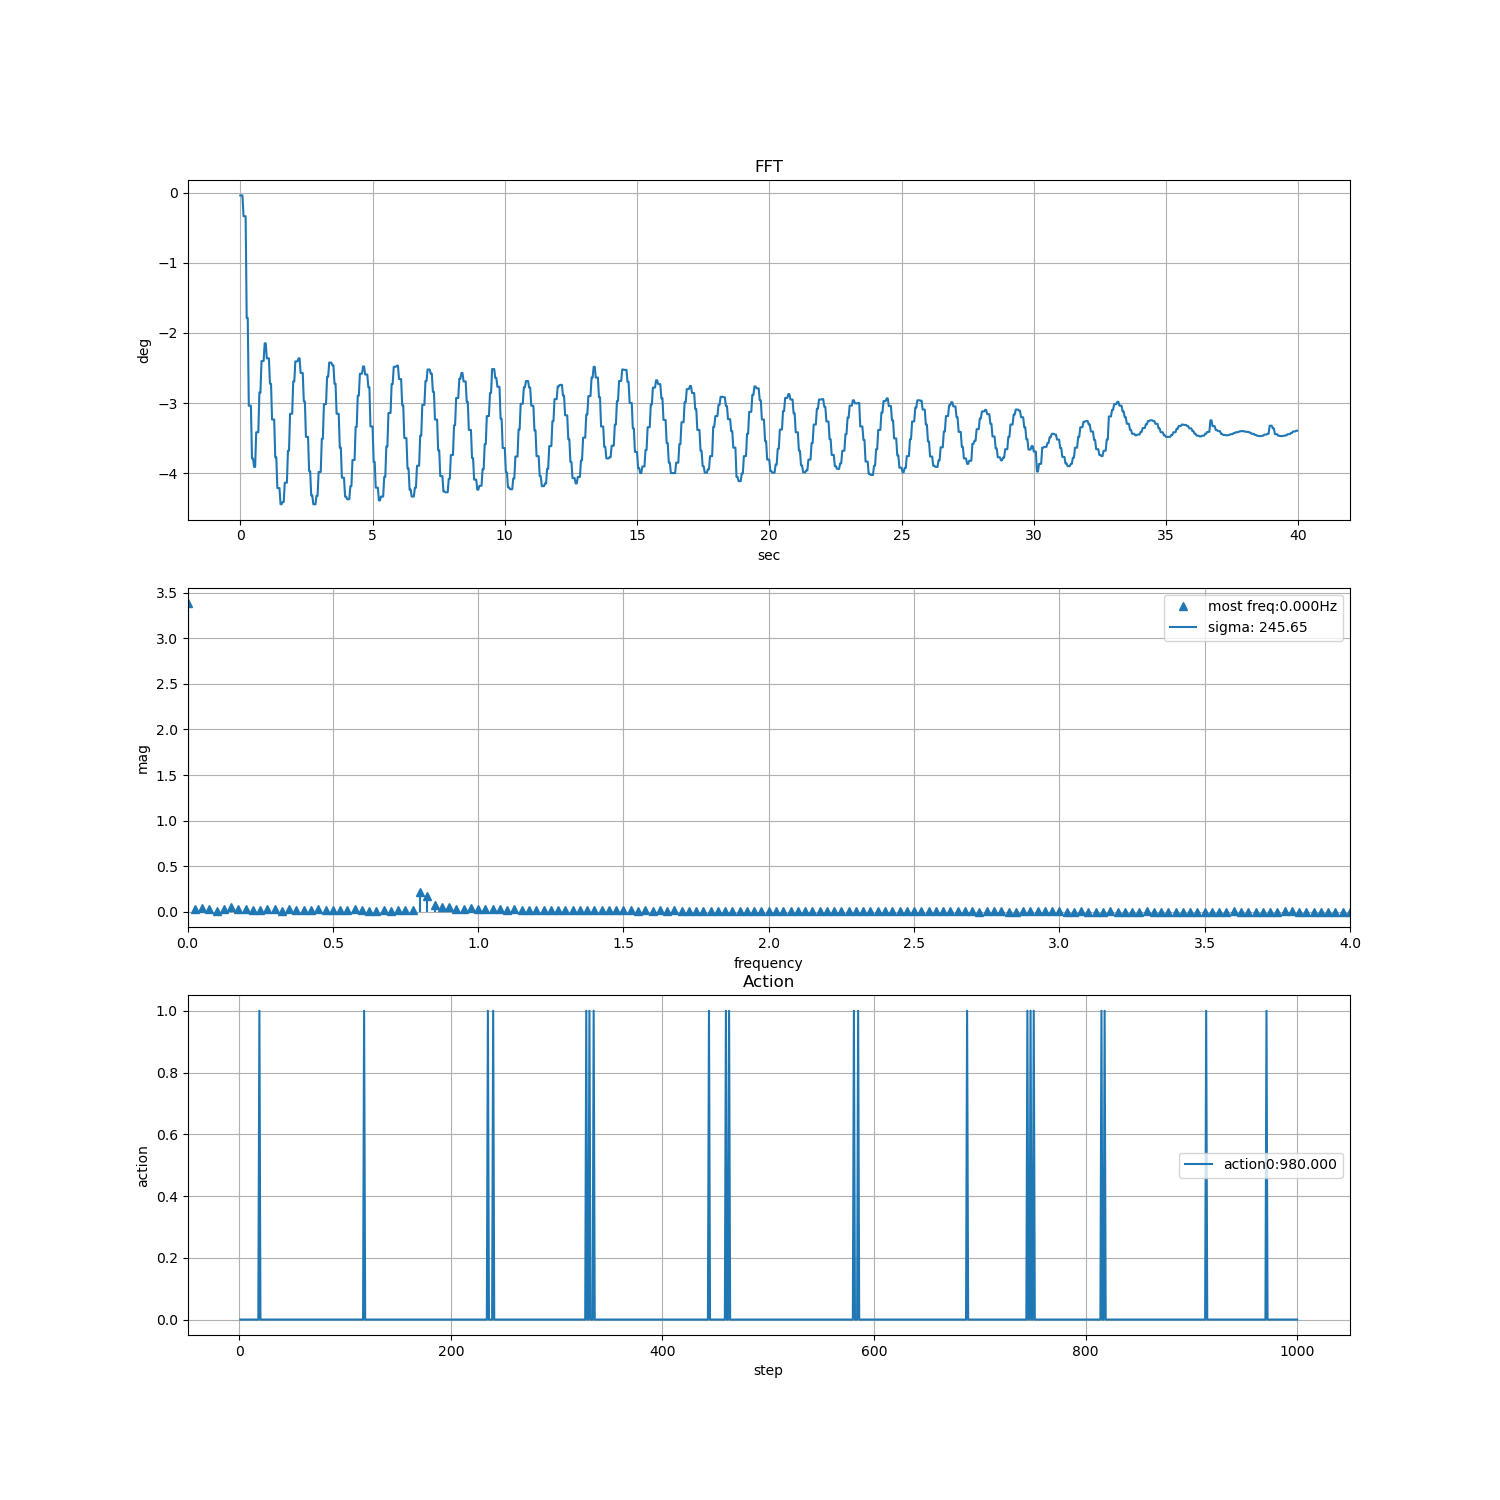 FFT
0
−1
−2
−3
−4
deg
0 5 10 15 20 25 30 35 40
sec
3.5
3.0
2.5
2.0
1.5
1.0
0.5
0.0
mag
most freq:0.000Hz
sigma: 245.65
0.0 0.5 1.0 1.5 2.0 2.5 3.0 3.5 4.0
frequency
Action
1.0
0.8
0.6
0.4
0.2
0.0
action
action0:980.000
0 200 400 600 800 1000
step